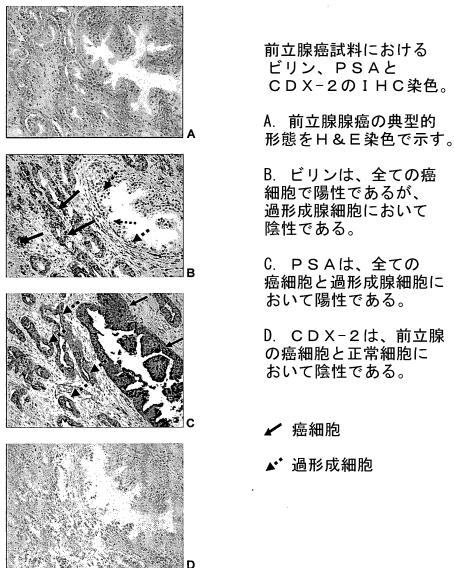 A
B
C
D
前立腺癌試料における
ビリン、PSAと
CDX-2のIHC染色。
A. 前立腺腺癌の典型的
形態をH&E染色で示す。
B. ビリンは、全ての癌
細胞で陽性であるが、
過形成腺細胞において
陰性である。
C. PSAは、全ての
癌細胞と過形成腺細胞に
おいて陽性である。
D. CDX-2は、前立腺
の癌細胞と正常細胞に
おいて陰性である。
癌細胞
過形成細胞